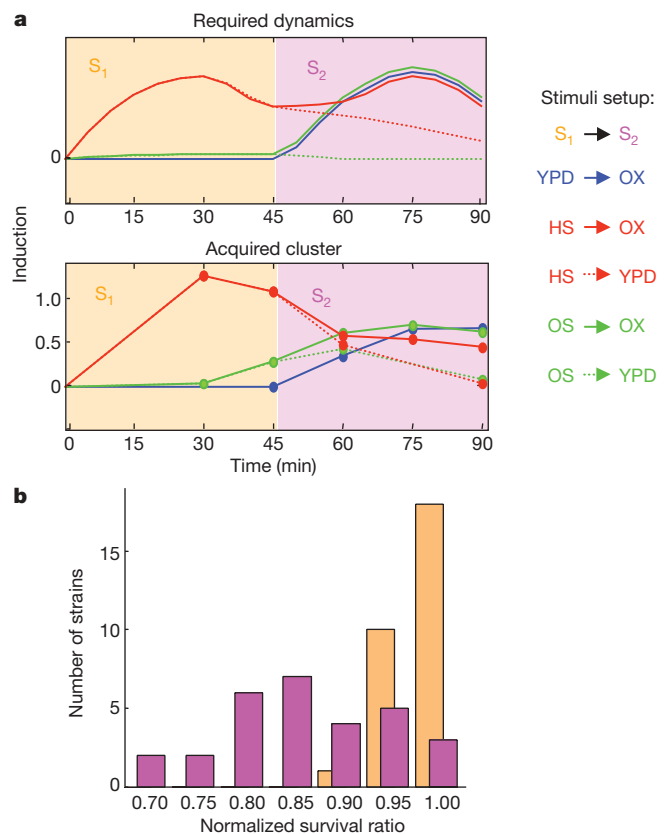 a
Required dynamics
S1
S2
0
0 15 30 45 60 75 90
Induction
Acquired cluster
S1
S2
1.0
0.5
0
0 15 30 45 60 75 90
Time (min)
Stimuli setup:
S1 S2
YPD OX
HS OX
HS YPD
OS OX
OS YPD
b
Number of strains
15
10
5
0
0.70 0.75 0.80 0.85 0.90 0.95 1.00
Normalized survival ratio